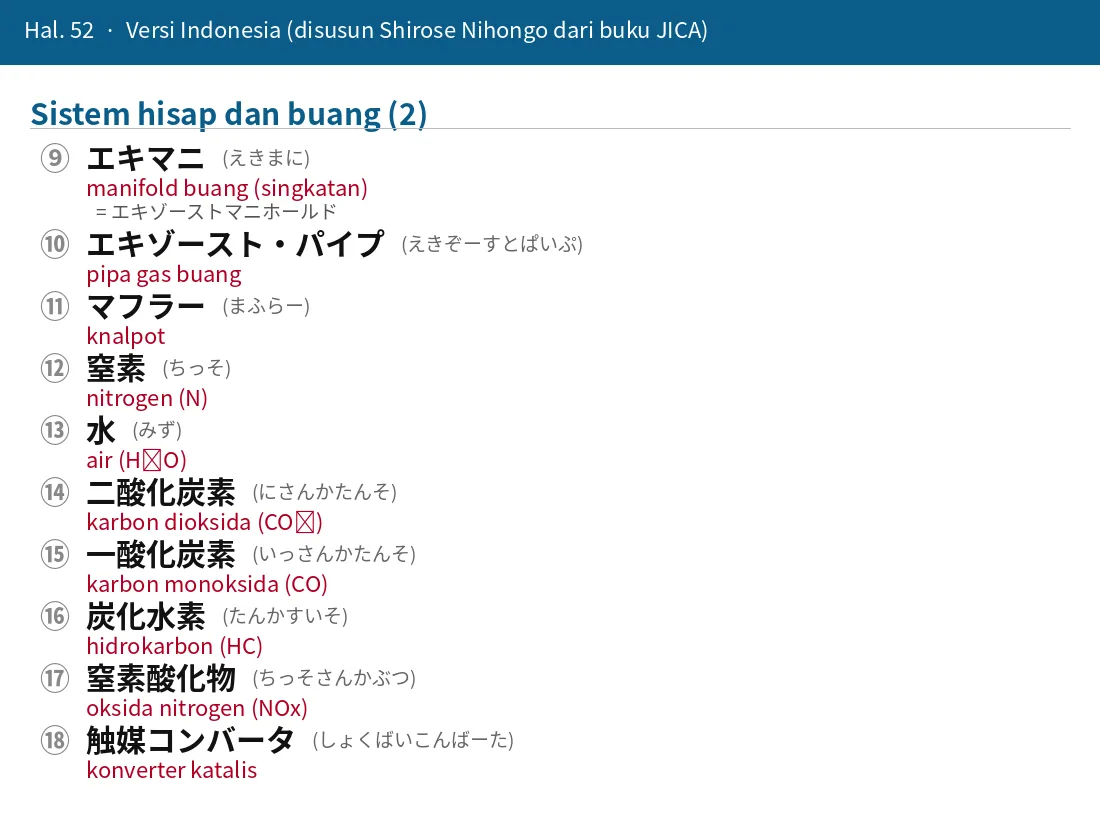 Hal. 52 · Versi Indonesia (disusun Shirose Nihongo dari buku JICA)
Sistem hisap dan buang (2)
⑨ エキマニ (えきまに)
manifold buang (singkatan)
= エキゾーストマニホールド
⑩ エキゾースト・パイプ (えきぞーすとぱいぷ)
pipa gas buang
⑪ マフラー (まふらー)
knalpot
⑫ 窒素 (ちっそ)
nitrogen (N)
⑬ 水 (みず)
air (H☒O)
⑭ 二酸化炭素 (にさんかたんそ)
karbon dioksida (CO☒)
⑮ 一酸化炭素 (いっさんかたんそ)
karbon monoksida (CO)
⑯ 炭化水素 (たんかすいそ)
hidrokarbon (HC)
⑰ 窒素酸化物 (ちっそさんかぶつ)
oksida nitrogen (NOx)
⑱ 触媒コンバータ (しょくばいこんばーた)
konverter katalis